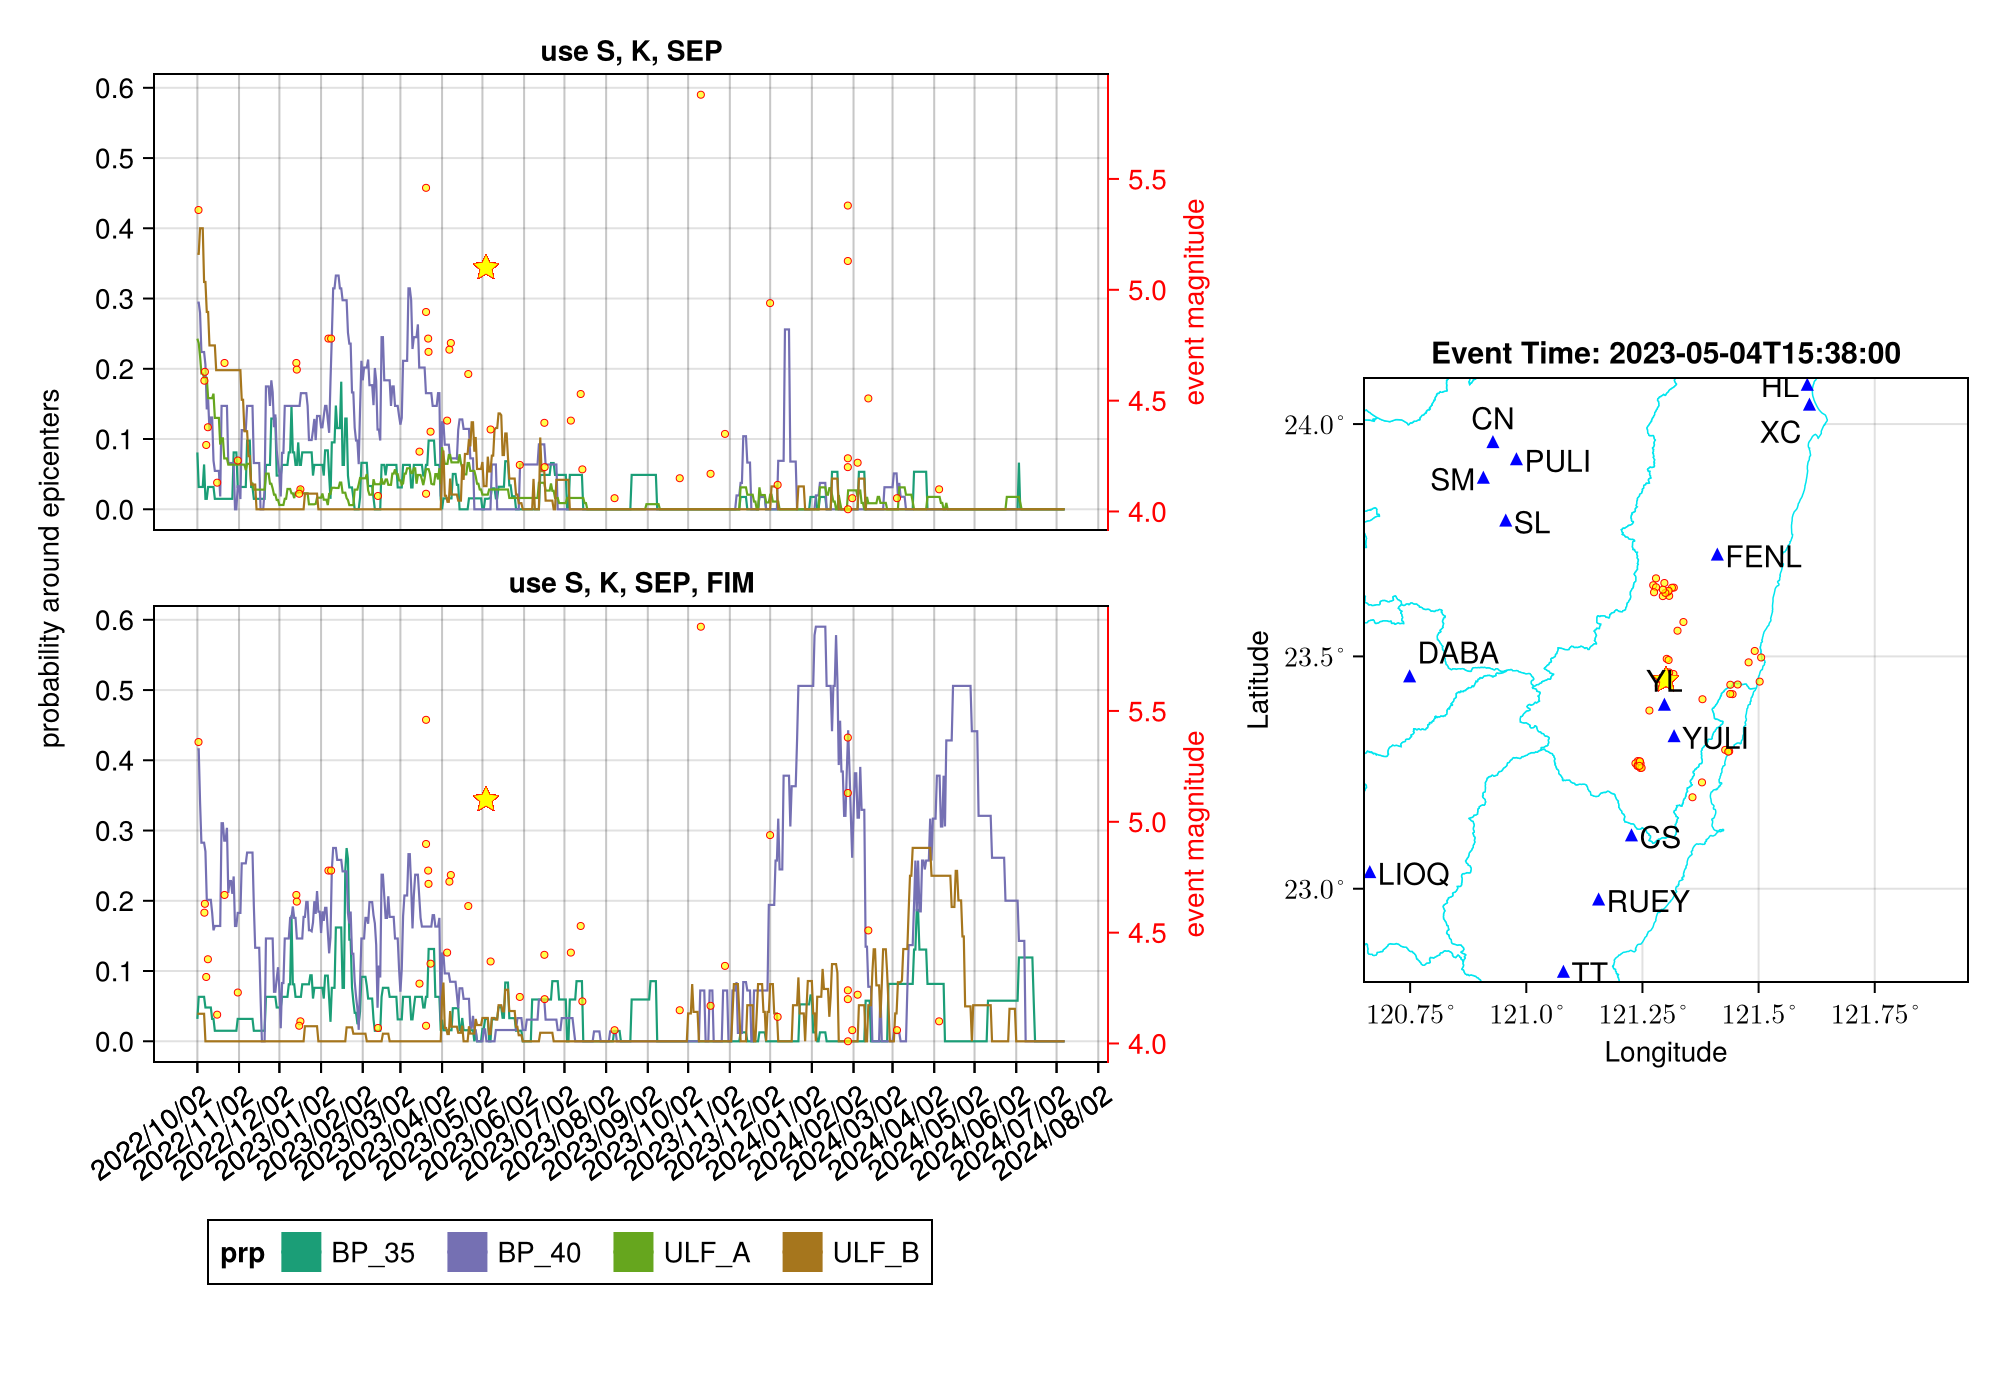 use S, K, SEP
0.6
0.5
0.4
0.3
0.2
0.1
0.0
5.5
5.0
4.5
4.0
event magnitude
probability around epicenters
use S, K, SEP, FIM
0.6
0.5
0.4
0.3
0.2
0.1
0.0
5.5
5.0
4.5
4.0
event magnitude
2022/10/02
2022/11/02
2022/12/02
2023/01/02
2023/02/02
2023/03/02
2023/04/02
2023/05/02
2023/06/02
2023/07/02
2023/08/02
2023/09/02
2023/10/02
2023/11/02
2023/12/02
2024/01/02
2024/02/02
2024/03/02
2024/04/02
2024/05/02
2024/06/02
2024/07/02
2024/08/02
prp BP_35 BP_40 ULF_A ULF_B
Event Time: 2023-05-04T15:38:00
HL
XC
CN
PULI
SM
SL
FENL
DABA
YL
YULI
CS
LIOQ
RUEY
TT
24.0°
23.5°
23.0°
Latitude
120.75° 121.0° 121.25° 121.5° 121.75°
Longitude